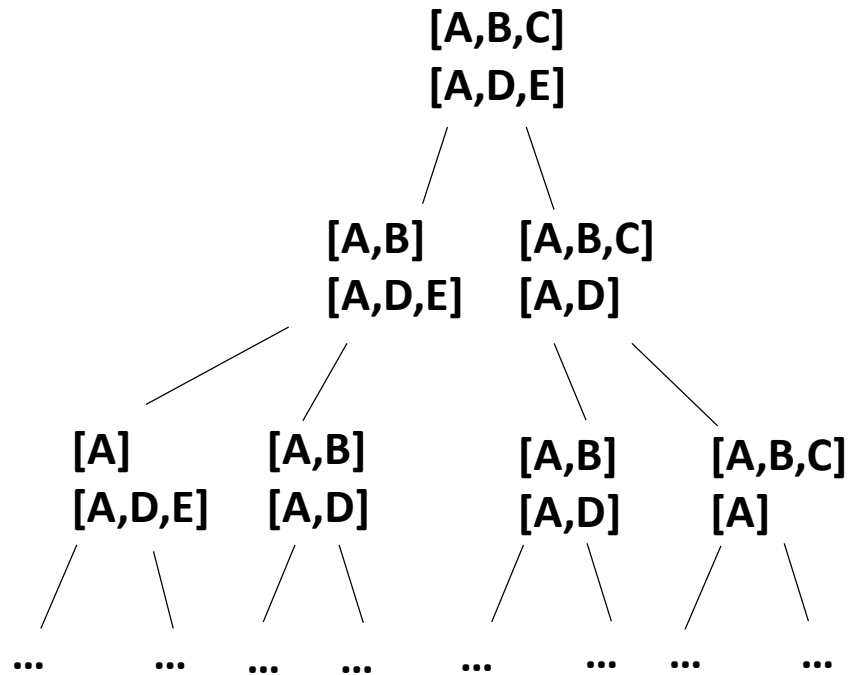 [A,B,C]
[A,D,E]
[A,B]
[A,D,E]
[A,B,C]
[A,D]
[A]
[A,D,E]
[A,B]
[A,D]
[A,B]
[A,D]
[A,B,C]
[A]
... ... ... ... ... ... ... ...